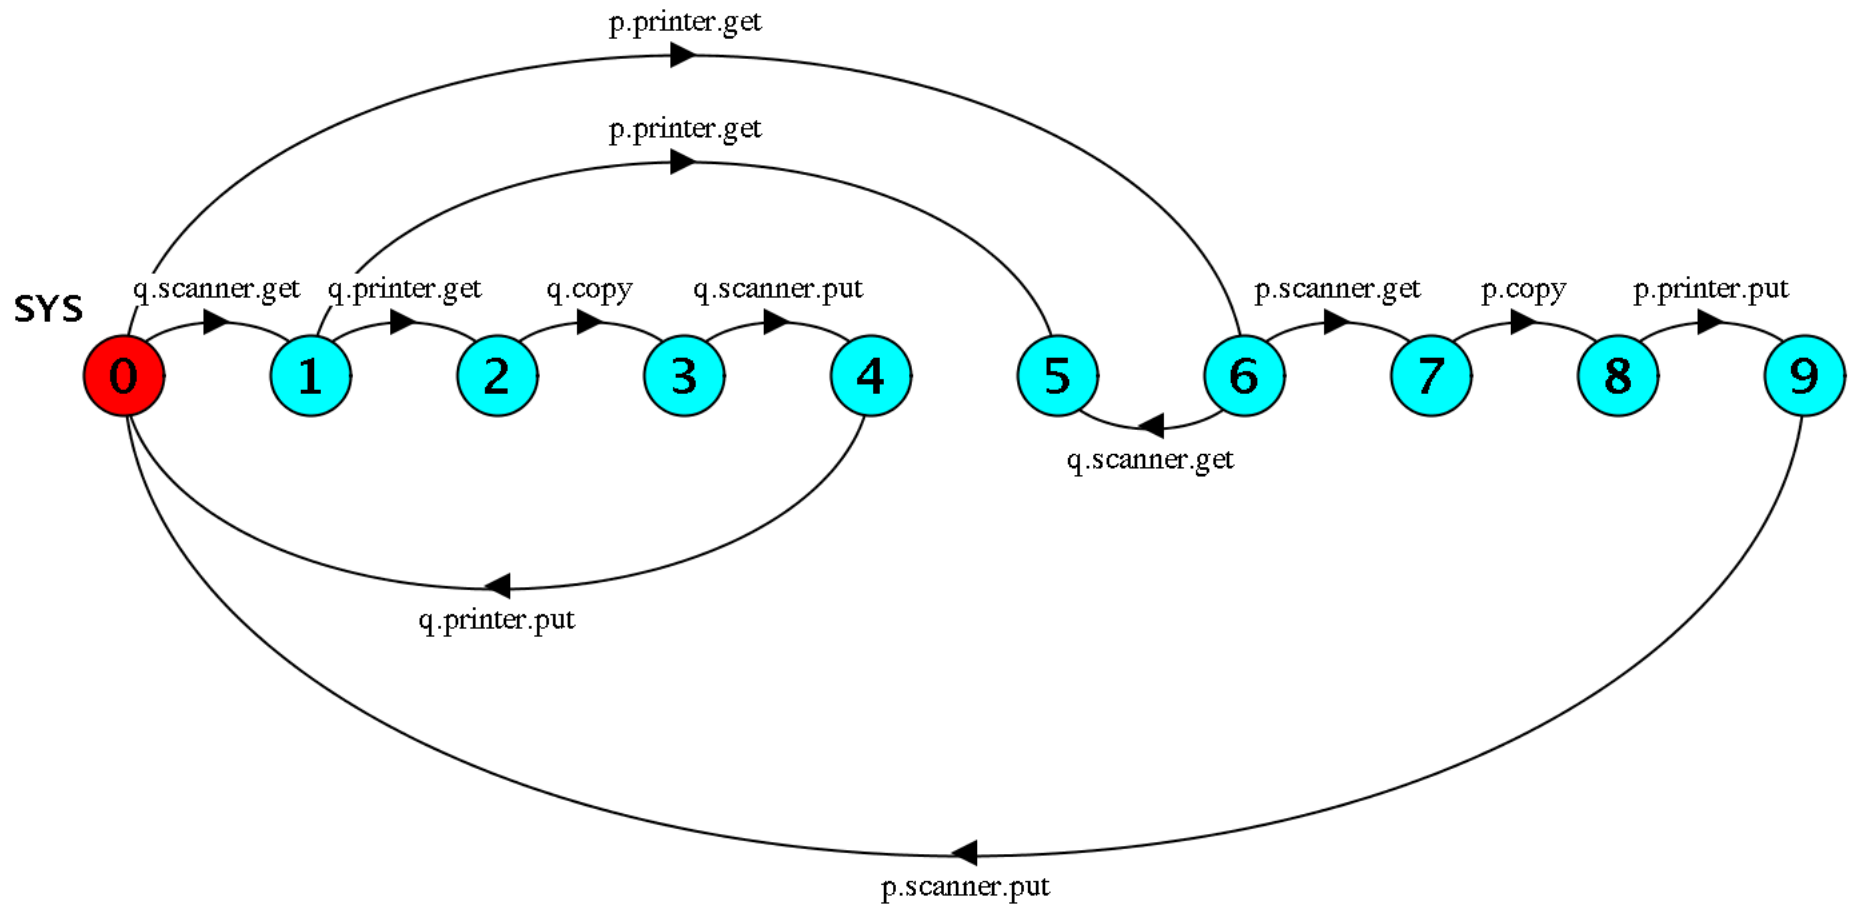 p.printer.get
p.printer.get
q.scanner.get q.printer.get q.copy q.scanner.put p.scanner.get p.copy p.printer.put
SYS
0 1 2 3 4 5 6 7 8 9
q.scanner.get
q.printer.put
p.scanner.put